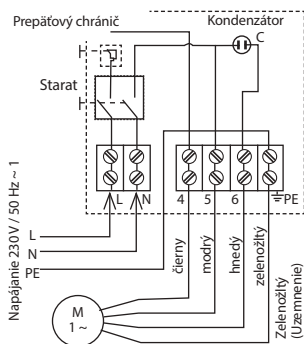 Prepäťový chránič
Kondenzátor
C
Starat
L
N
4
5
6
PE
Napájanie 230 V / 50 Hz ~ 1
L
N
PE
čierny
modrý
hnedý
zelenožltý
Zelenožltý
(Uzemnenie)
M
1 ~